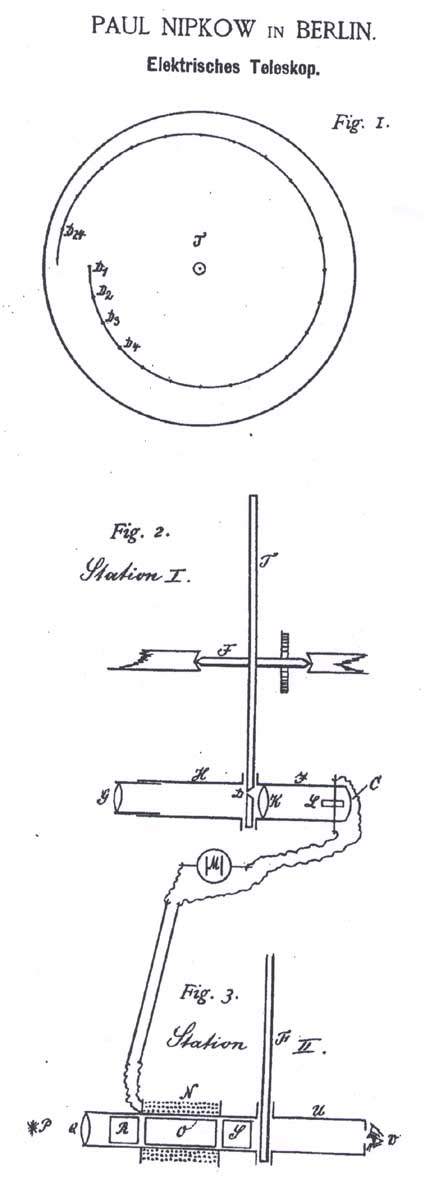 PAUL NIPKOW IN BERLIN.
Elektrisches Teleskop.
Fig. 1.
D24
T
D1
D2
D3
D4
Fig. 2.
Station I.
T
F
H
G
D
K
L
C
M
Fig. 3.
Station II.
N
P
Q
R
O
S
U